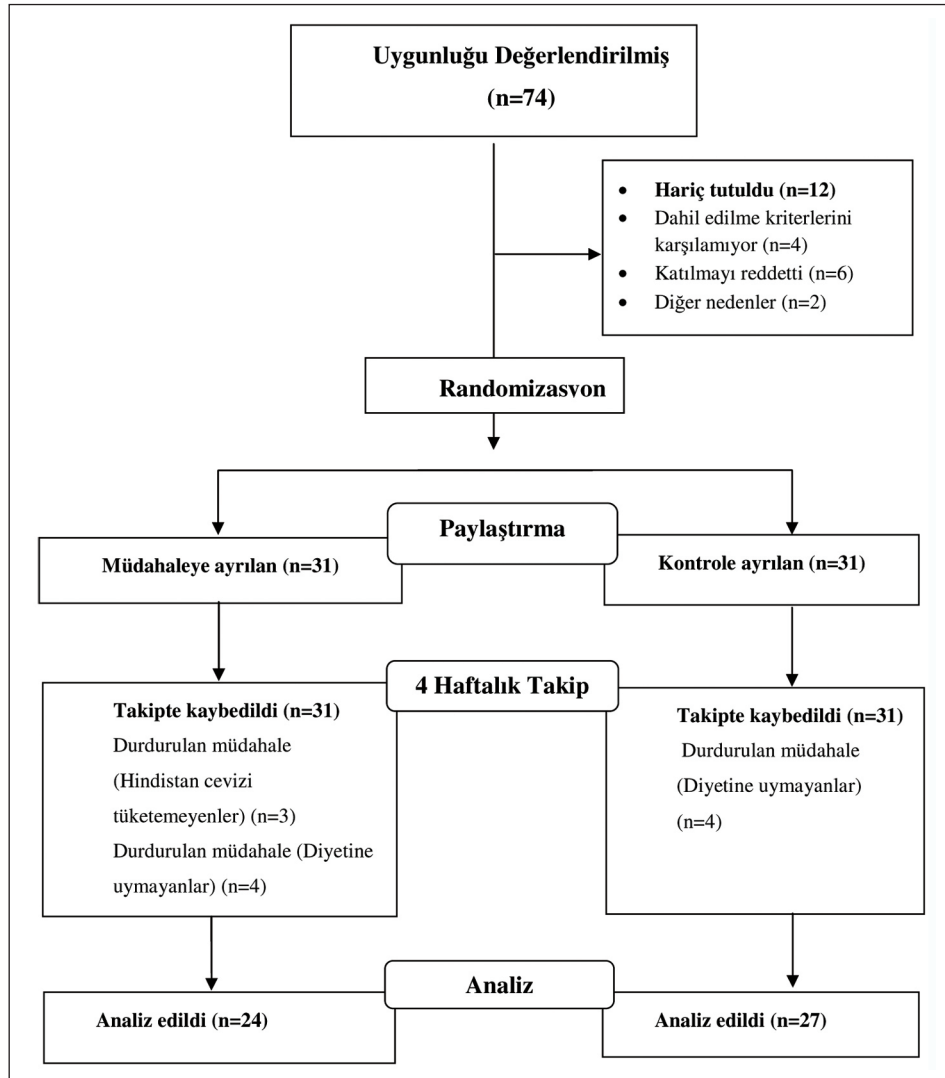 Uygunluğu Değerlendirilmiş
(n=74)
• Hariç tutuldu (n=12)
• Dahil edilme kriterlerini
karşılamıyor (n=4)
• Katılmayı reddetti (n=6)
• Diğer nedenler (n=2)
Randomizasvon
Paylaştırma
Müdahaleye ayrılan (n=31)
Kontrole ayrılan (n=31)
4 Haftalık Takip
Takipte kaybedildi (n=31)
Durdurulan müdahale
(Hindistan cevizi
tüketemeyenler) (n=3)
Durdurulan müdahale (Diyetine
uymayanlar) (n=4)
Takipte kaybedildi (n=31)
Durdurulan müdahale
(Diyetine uymayanlar)
(n=4)
Analiz
Analiz edildi (n=24)
Analiz edildi (n=27)